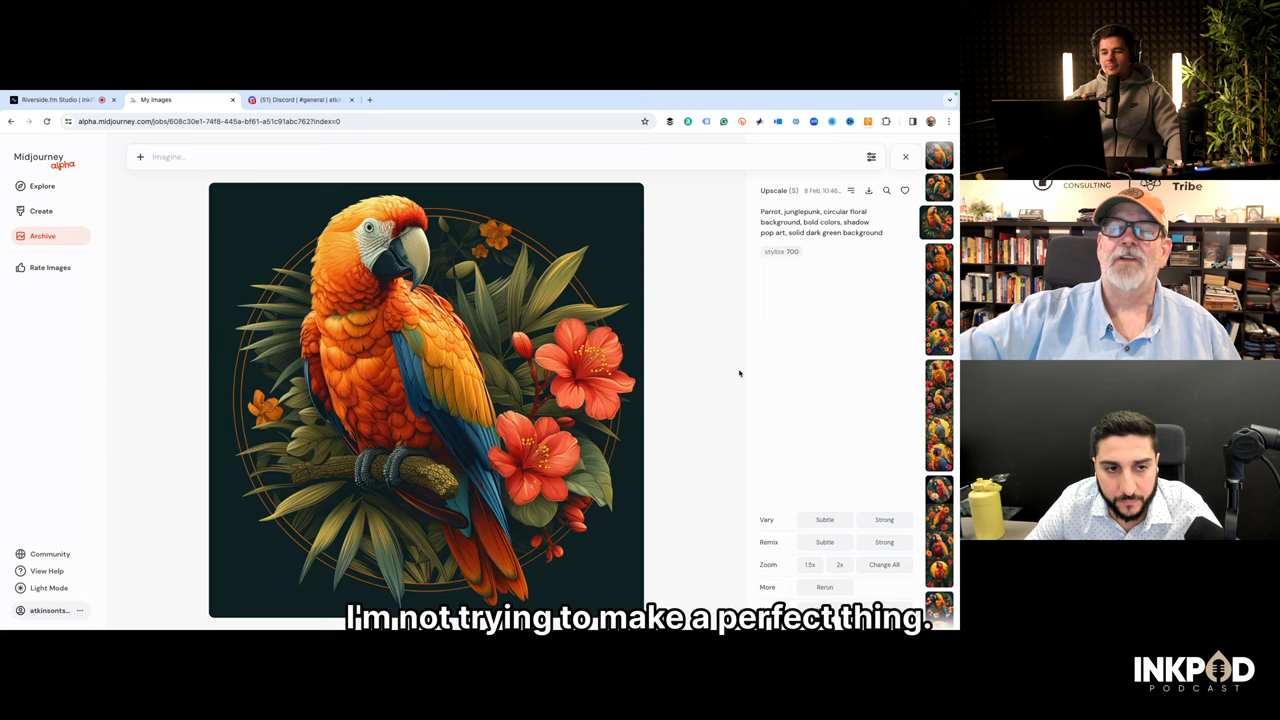 Riverside.fm Studio | InkP
My Images
(51) Discord | #general | atkin
alpha.midjourney.com/jobs/608c30e1-74f8-445a-bf61-a51c91abc762?index=0
Midjourney
alpha
Imagine...
Explore
Create
Archive
Rate Images
Upscale (S)
8 Feb, 10:46...
Parrot, junglepunk, circular floral
background, bold colors, shadow
pop art, solid dark green background
stylize 700
Vary
Subtle
Strong
Remix
Subtle
Strong
Zoom
1.5x
2x
Change AR
More
Rerun
Community
View Help
Light Mode
atkinsonts...
I'm not trying to make a perfect thing.
CONSULTING
Tribe
INKPOD
PODCAST